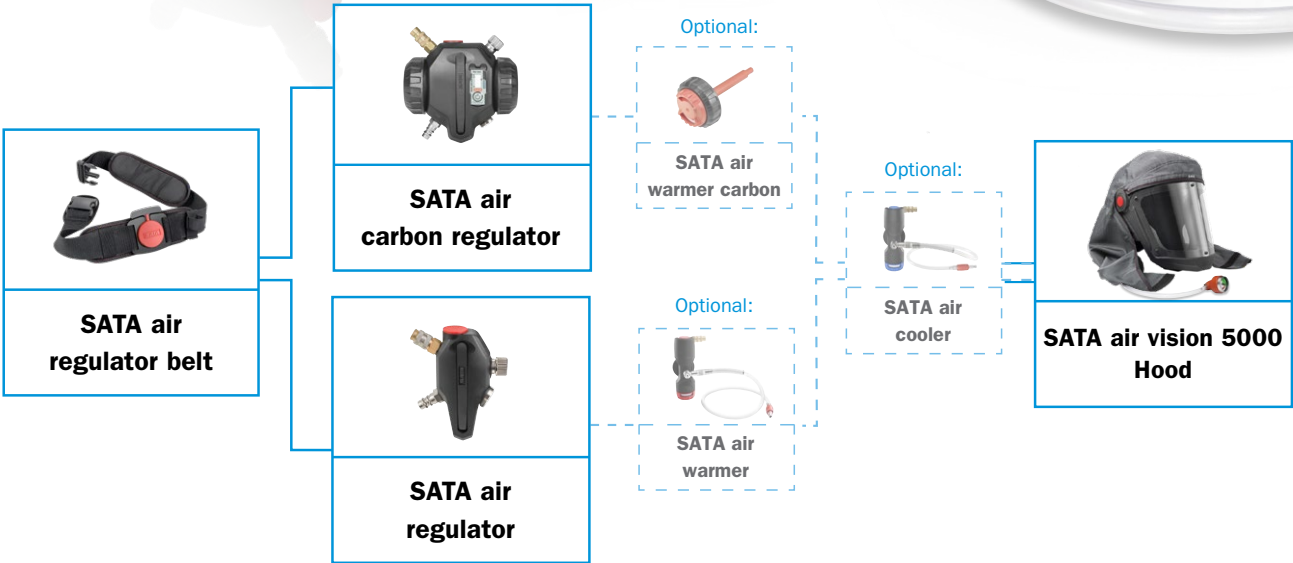 SATA air
regulator belt
SATA air
carbon regulator
SATA air
regulator
Optional:
SATA air
warmer carbon
Optional:
SATA air
warmer
Optional:
SATA air
cooler
SATA air vision 5000
Hood